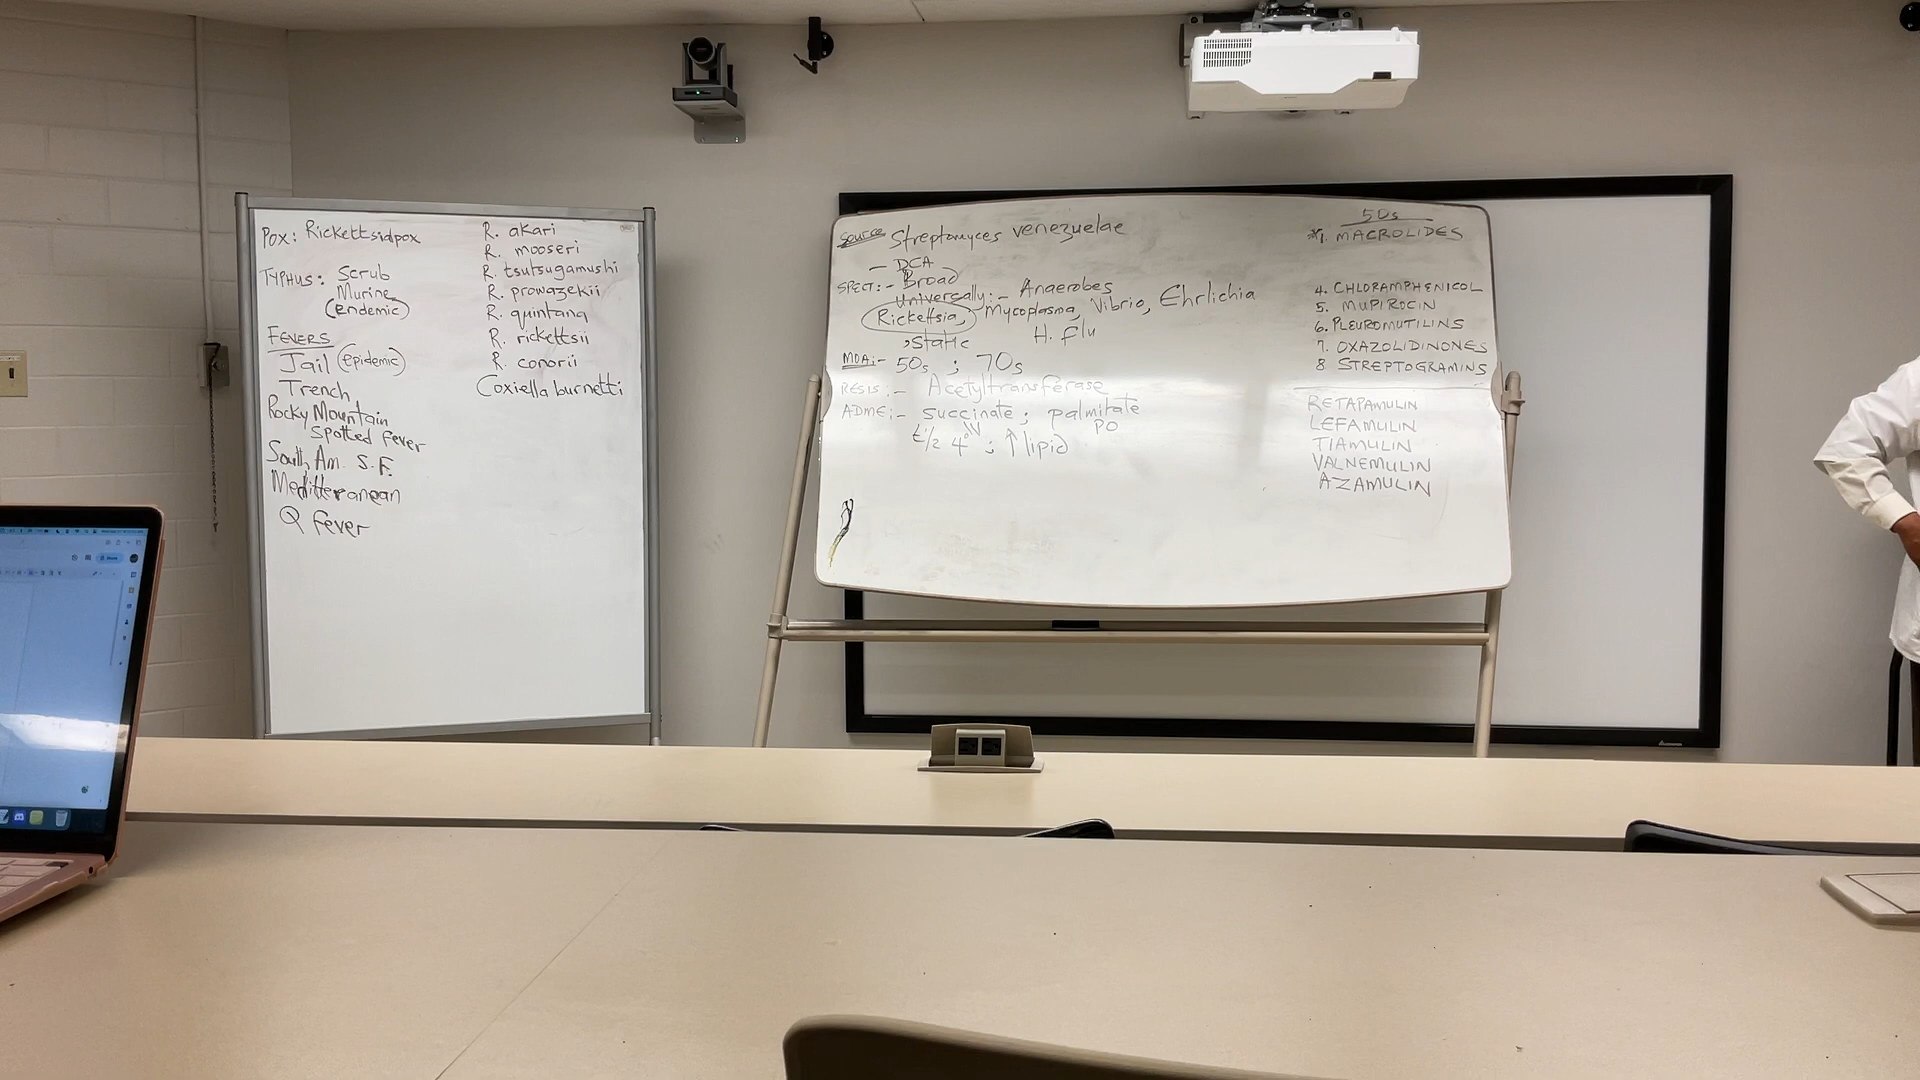 POX: Rickettsialpox
TYPHUS: Scrub
Murine
(endemic)
FEVERS
Jail (epidemic)
Trench
Rocky Mountain
Spotted fever
South Am. S.F.
Mediterranean
Q fever
R. akari
R. mooseri
R. tsutsugamushi
R. prowazekii
R. quintana
R. rickettsii
R. conorii
Coxiella burnetti
Source Streptomyces venezuelae
– DCA
SPECT:- Broad
Universally:- Anaerobes
Rickettsia, Mycoplasma, Vibrio, Ehrlichia
H. flu
static
MOA:- 50s ; 70s
RESIS:- Acetyltransferase
ADME:- succinate ; palmitate
IV PO
t1/2 4° ; ↑ lipid
50s
*1. MACROLIDES
4. CHLORAMPHENICOL
5. MUPIROCIN
6. PLEUROMUTILINS
7. OXAZOLIDINONES
8 STREPTOGRAMINS
RETAPAMULIN
LEFAMULIN
TIAMULIN
VALNEMULIN
AZAMULIN